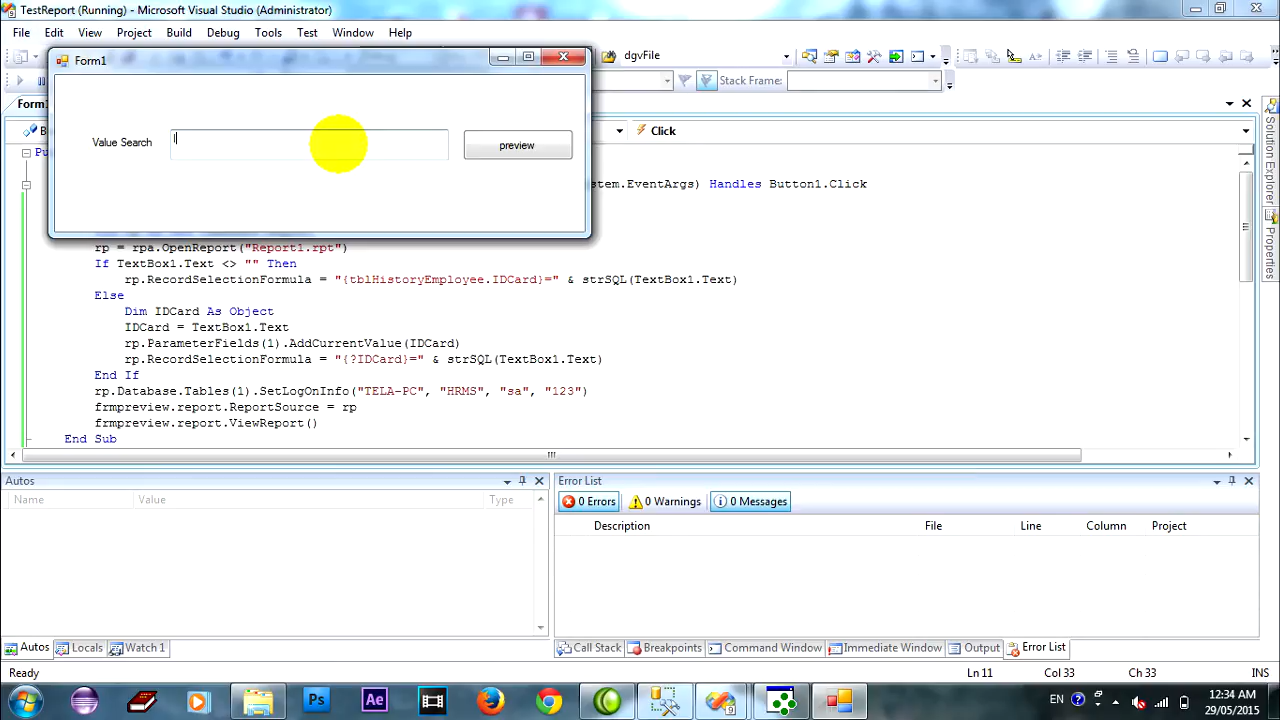 TestReport (Running) - Microsoft Visual Studio (Administrator)
File Edit View Project Build Debug Tools Test Window Help
dgvFile
Form1
Stack Frame:
Form1
Click
Value Search
preview
Pu
stem.EventArgs) Handles Button1.Click
rp = rpa.OpenReport("Report1.rpt")
If TextBox1.Text <> "" Then
rp.RecordSelectionFormula = "{tblHistoryEmployee.IDCard}=" & strSQL(TextBox1.Text)
Else
Dim IDCard As Object
IDCard = TextBox1.Text
rp.ParameterFields(1).AddCurrentValue(IDCard)
rp.RecordSelectionFormula = "{?IDCard}=" & strSQL(TextBox1.Text)
End If
rp.Database.Tables(1).SetLogOnInfo("TELA-PC", "HRMS", "sa", "123")
frmpreview.report.ReportSource = rp
frmpreview.report.ViewReport()
End Sub
Autos
Name Value Type
Error List
0 Errors 0 Warnings 0 Messages
Description File Line Column Project
Solution Explorer
Properties
Autos Locals Watch 1
Call Stack Breakpoints Command Window Immediate Window Output Error List
Ready Ln 11 Col 33 Ch 33 INS
Ps Ae EN
12:34 AM
29/05/2015